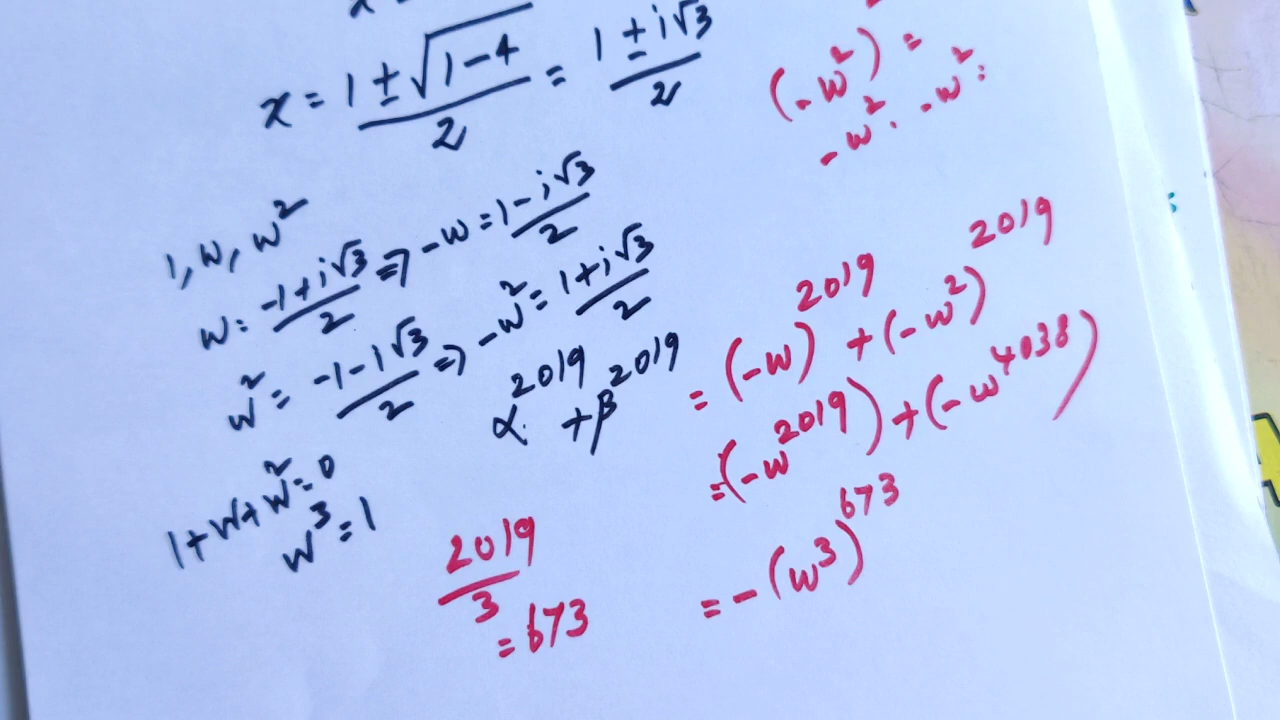 x = 1 ± √1-4 / 2 = 1 ± i√3 / 2
(-w²) =
-w² . -w² :
1, w, w²
w = -1+i√3 / 2 => -w = 1-i√3 / 2
w² = -1-i√3 / 2 => -w² = 1+i√3 / 2
α^2019 + β^2019 = (-w)^2019 + (-w²)^2019
= (-w^2019) + (-w^4038)
1+w+w² = 0
w³ = 1
2019 / 3 = 673
= -(w³)^673